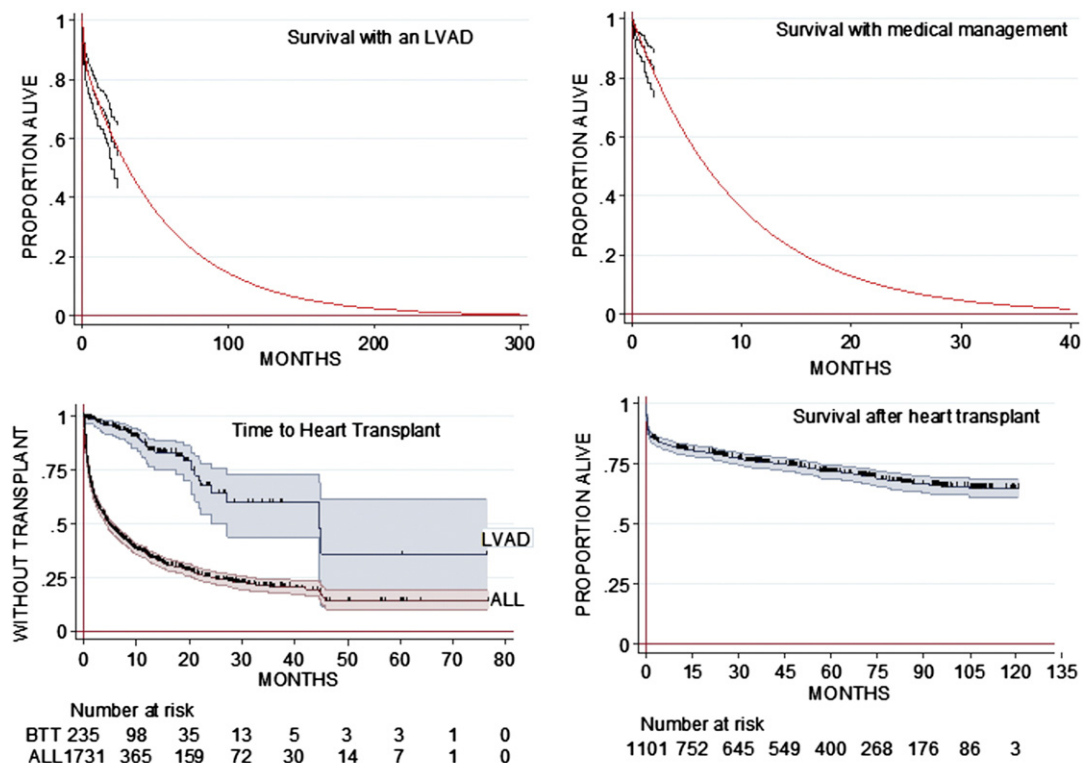 Survival with an LVAD
PROPORTION ALIVE
1
.8
.6
.4
.2
0
0 100 200 300
MONTHS
Survival with medical management
PROPORTION ALIVE
1
.8
.6
.4
.2
0
0 10 20 30 40
MONTHS
Time to Heart Transplant
WITHOUT TRANSPLANT
1
.75
.5
.25
0
LVAD
ALL
0 10 20 30 40 50 60 70 80
MONTHS
Number at risk
BTT 235 98 35 13 5 3 3 1 0
ALL 1731 365 159 72 30 14 7 1 0
Survival after heart transplant
PROPORTION ALIVE
1
.75
.5
.25
0
0 15 30 45 60 75 90 105 120 135
MONTHS
Number at risk
1101 752 645 549 400 268 176 86 3